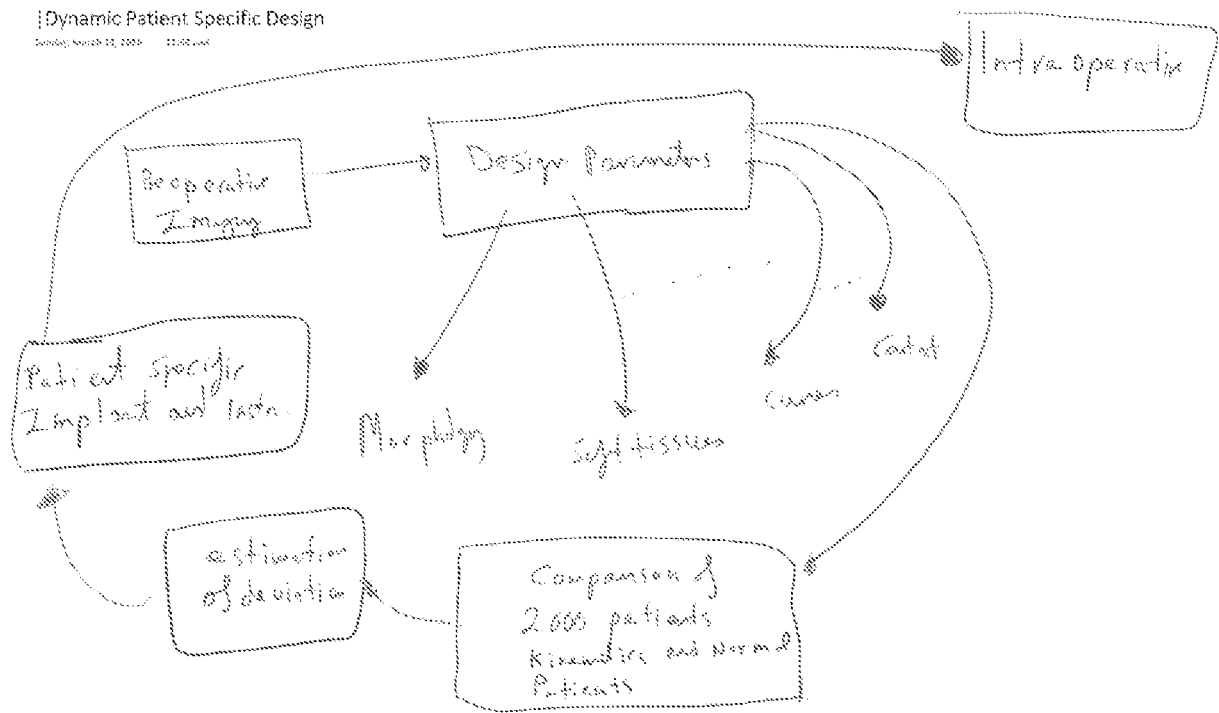 Dynamic Patient Specific Design
Intra operative
Preoperative
Imaging
Design Parameters
Patient specific
Implant and Instr.
Morphology
Soft tissues
Contact
estimation
of deviation
Comparison of
2000 patients
Kinematics and Normal
Patients